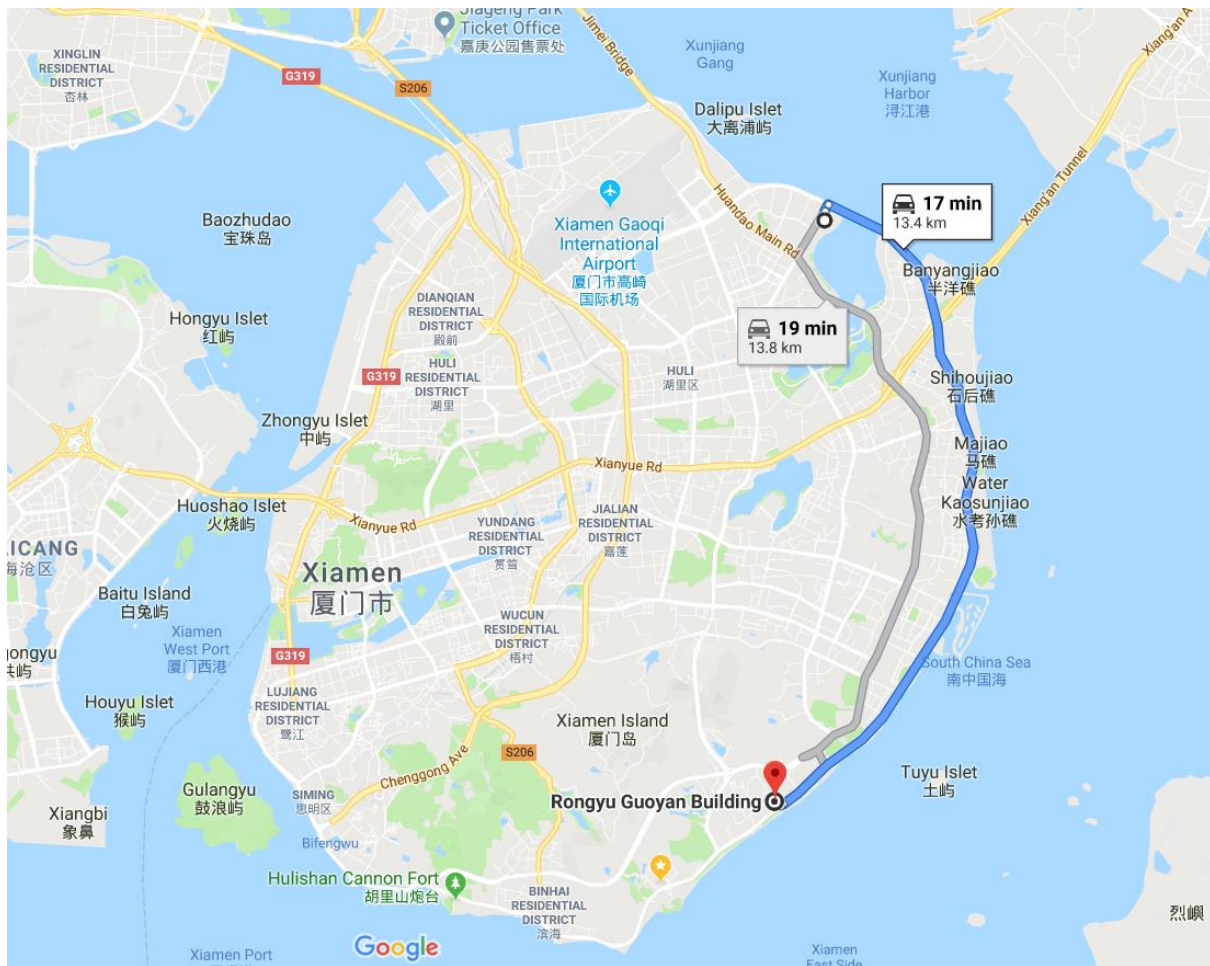 Jiageng Park
Ticket Office
嘉庚公园售票处
XINGLIN
RESIDENTIAL
DISTRICT
杏林
G319
S206
Jimei Bridge
Xunjiang
Gang
Xunjiang
Harbor
浔江港
Xiang'an A
Dalipu Islet
大离浦屿
Xiang'an Tunnel
Baozhudao
宝珠岛
Xiamen Gaoqi
International
Airport
厦门市高崎
国际机场
Huandao Main Rd
17 min
13.4 km
Banyangjiao
半洋礁
DIANQIAN
RESIDENTIAL
DISTRICT
殿前
Hongyu Islet
红屿
19 min
13.8 km
G319
HULI
RESIDENTIAL
DISTRICT
湖里
HULI
湖里区
Shihoujiao
石后礁
Zhongyu Islet
中屿
Majiao
马礁
Xianyue Rd
Water
Kaosunjiao
水考孙礁
Huoshao Islet
火烧屿
Xianyue Rd
JIALIAN
RESIDENTIAL
DISTRICT
嘉莲
YUNDANG
RESIDENTIAL
DISTRICT
筼筜
AICANG
海沧区
Xiamen
厦门市
Baitu Island
白兔屿
WUCUN
RESIDENTIAL
DISTRICT
梧村
Xiamen
West Port
厦门西港
G319
gongyu
共屿
South China Sea
南中国海
Houyu Islet
猴屿
LUJIANG
RESIDENTIAL
DISTRICT
鹭江
Xiamen Island
厦门岛
S206
Chenggong Ave
Tuyu Islet
土屿
Gulangyu
鼓浪屿
SIMING
思明区
Rongyu Guoyan Building
Xiangbi
象鼻
Bifengwu
Hulishan Cannon Fort
胡里山炮台
BINHAI
RESIDENTIAL
DISTRICT
滨海
烈嶼
Google
Xiamen Port
Xiamen
East Side